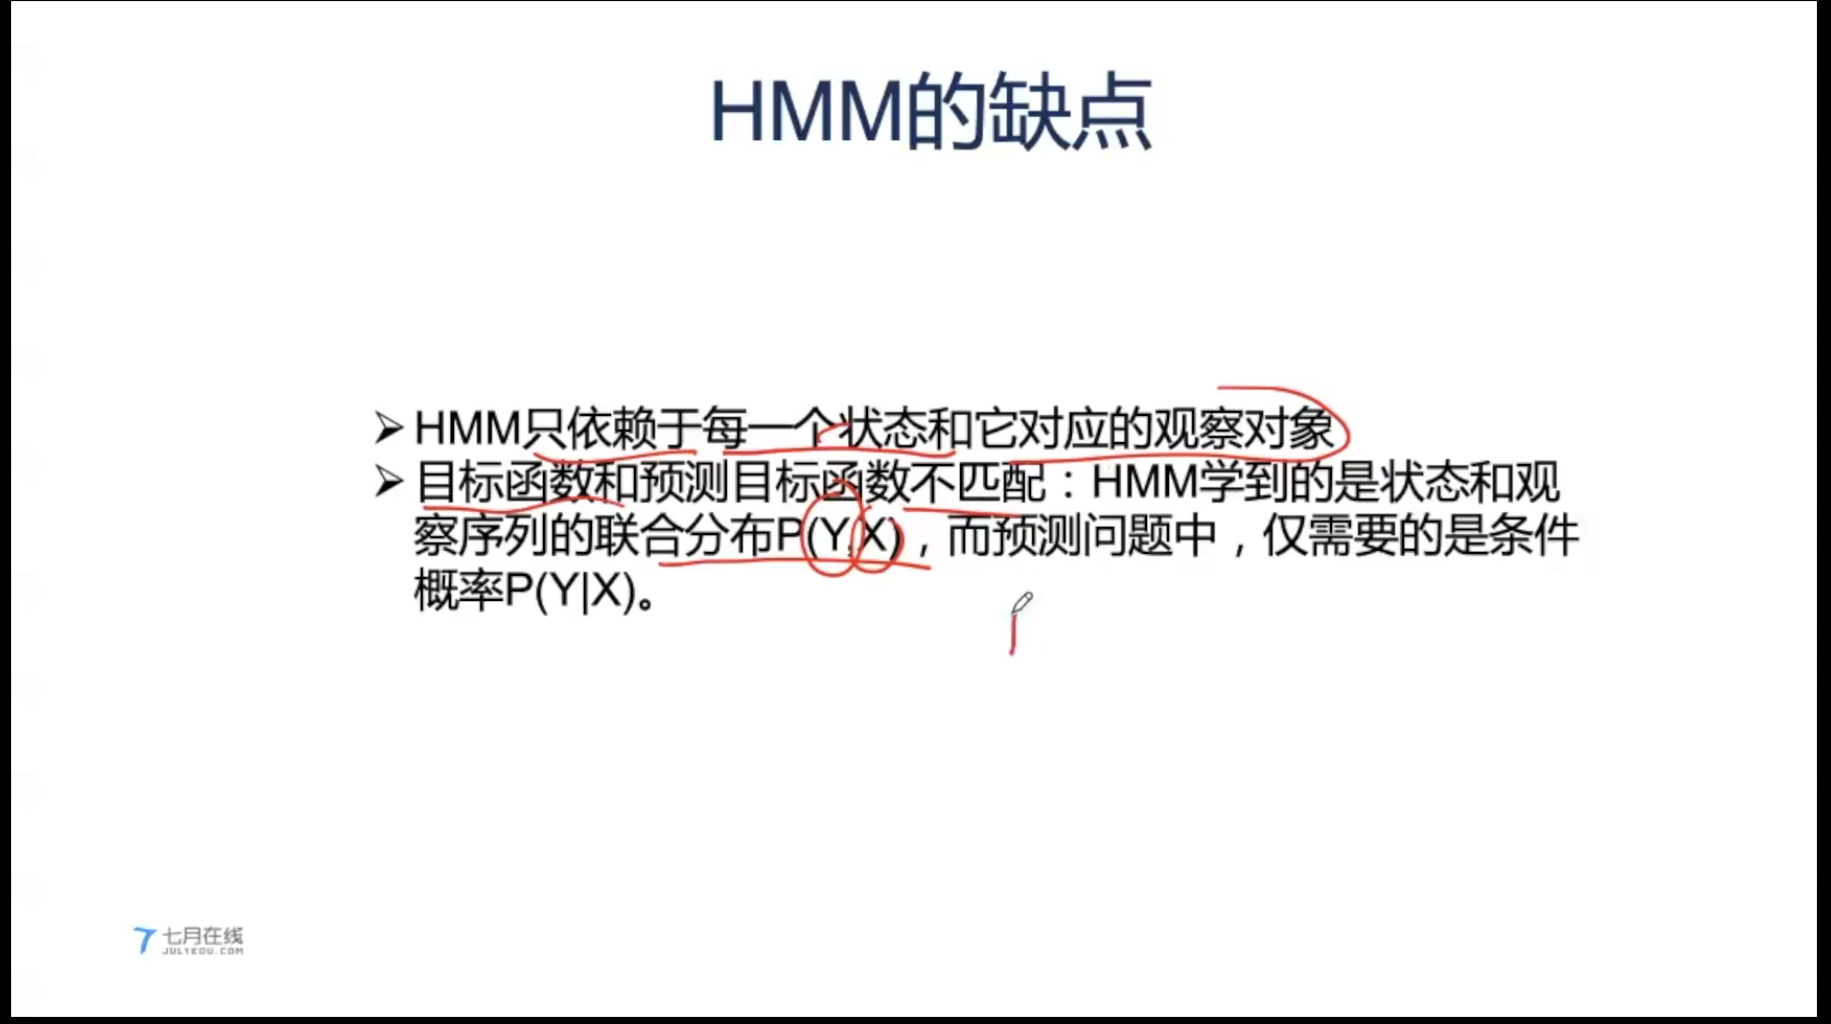 HMM的缺点
➢ HMM只依赖于每一个状态和它对应的观察对象
➢ 目标函数和预测目标函数不匹配：HMM学到的是状态和观
察序列的联合分布P(Y,X)，而预测问题中，仅需要的是条件
概率P(Y|X)。
七月在线
JULYEDU.COM